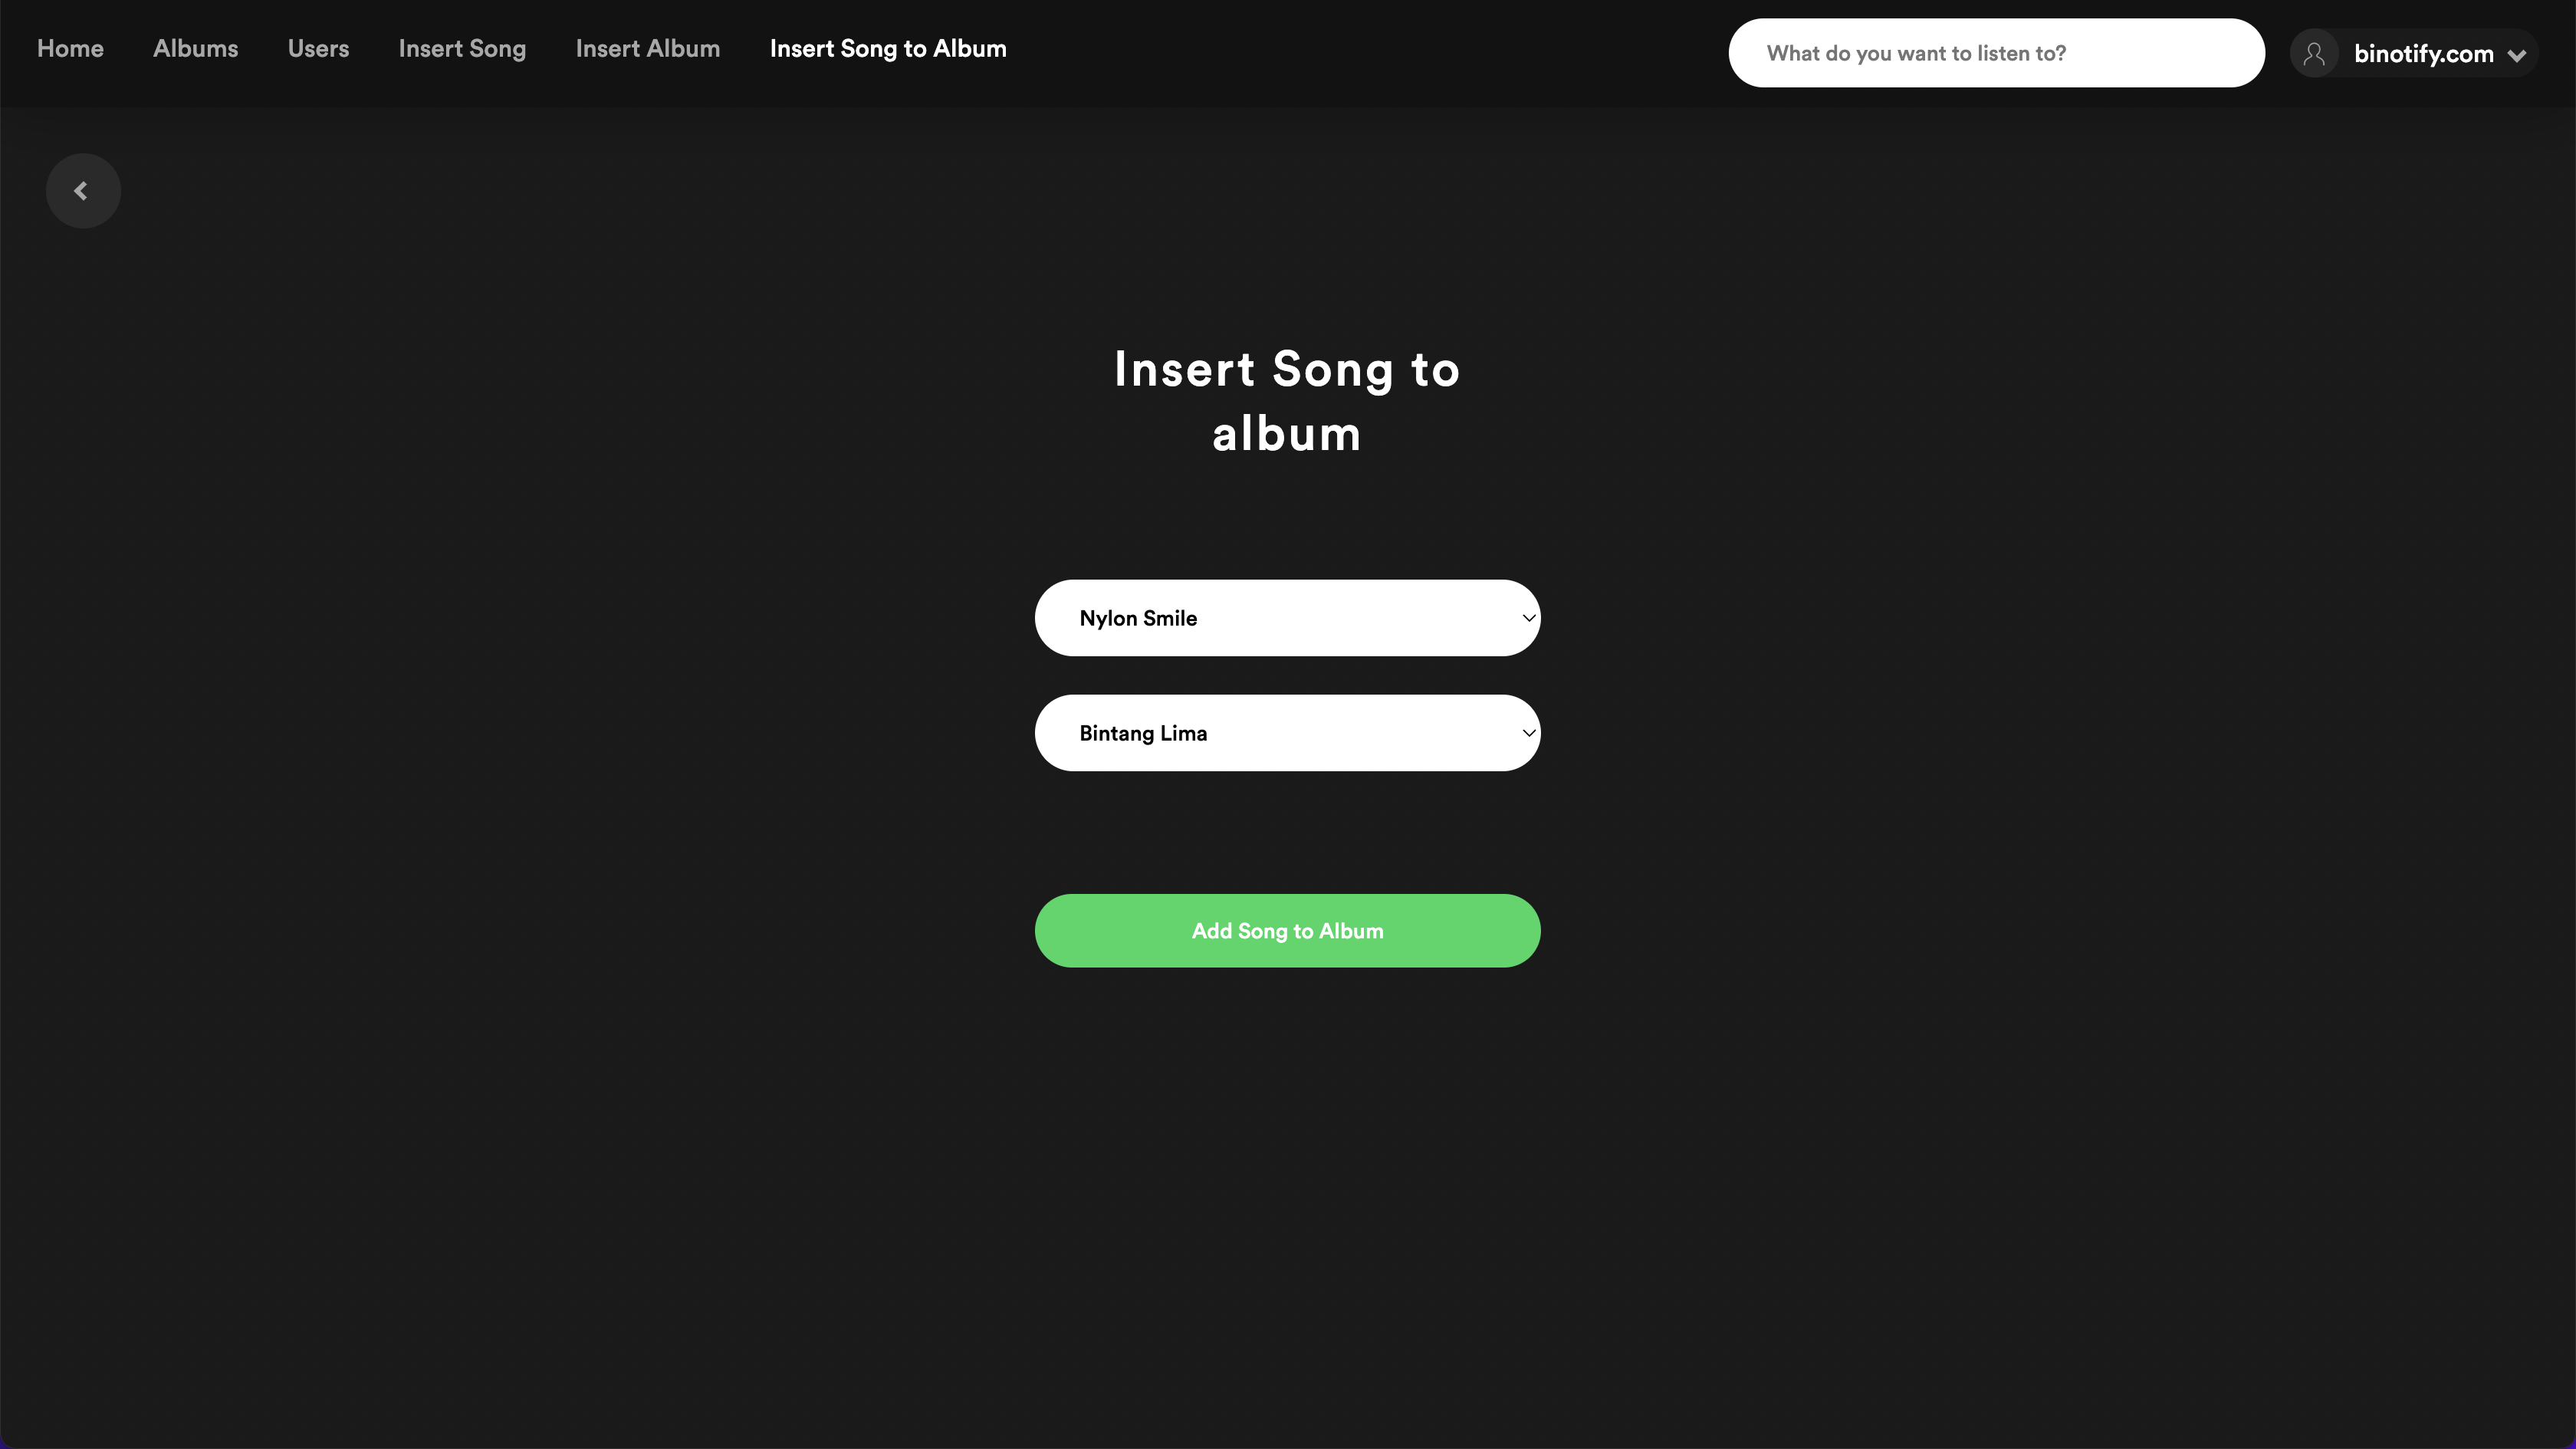 Home Albums Users Insert Song Insert Album Insert Song to Album What do you want to listen to? binotify.com
Insert Song to
album
Nylon Smile
Bintang Lima
Add Song to Album